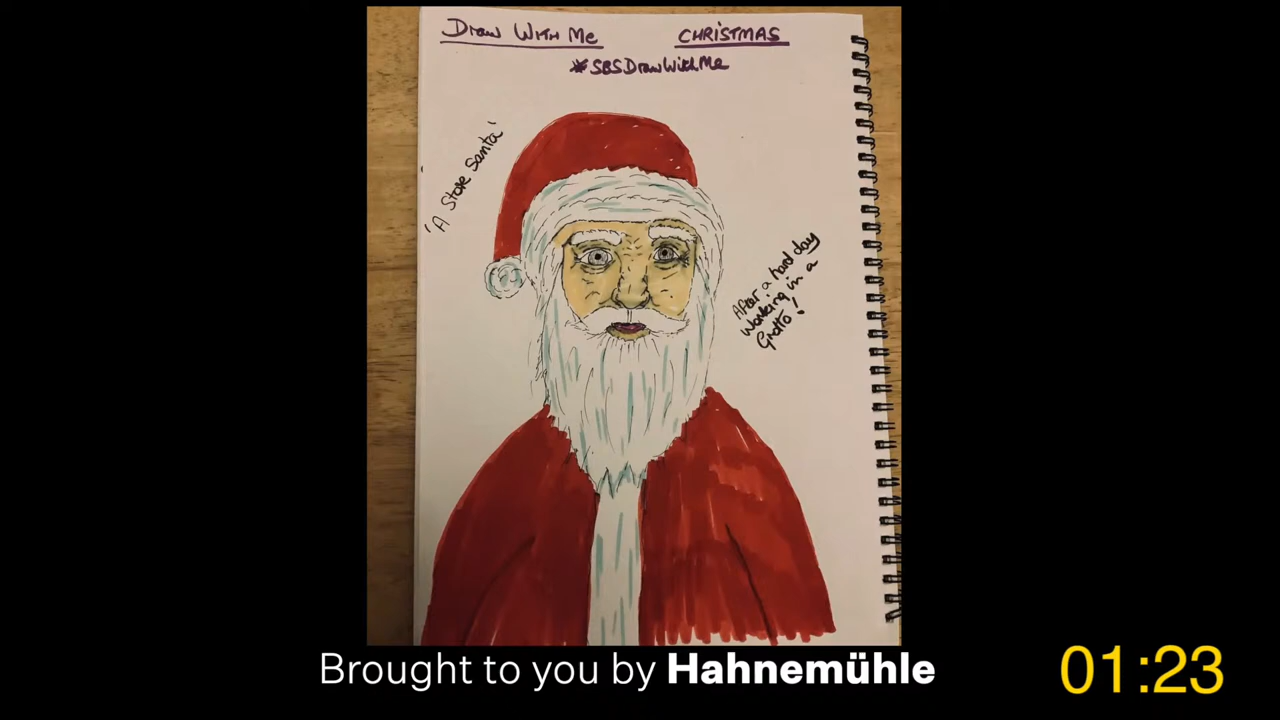 Draw With Me
CHRISTMAS
#SBSDrawWithMe
'A Store Santa'
After a hard day
working in a
Grotto!
Brought to you by Hahnemühle
01:23